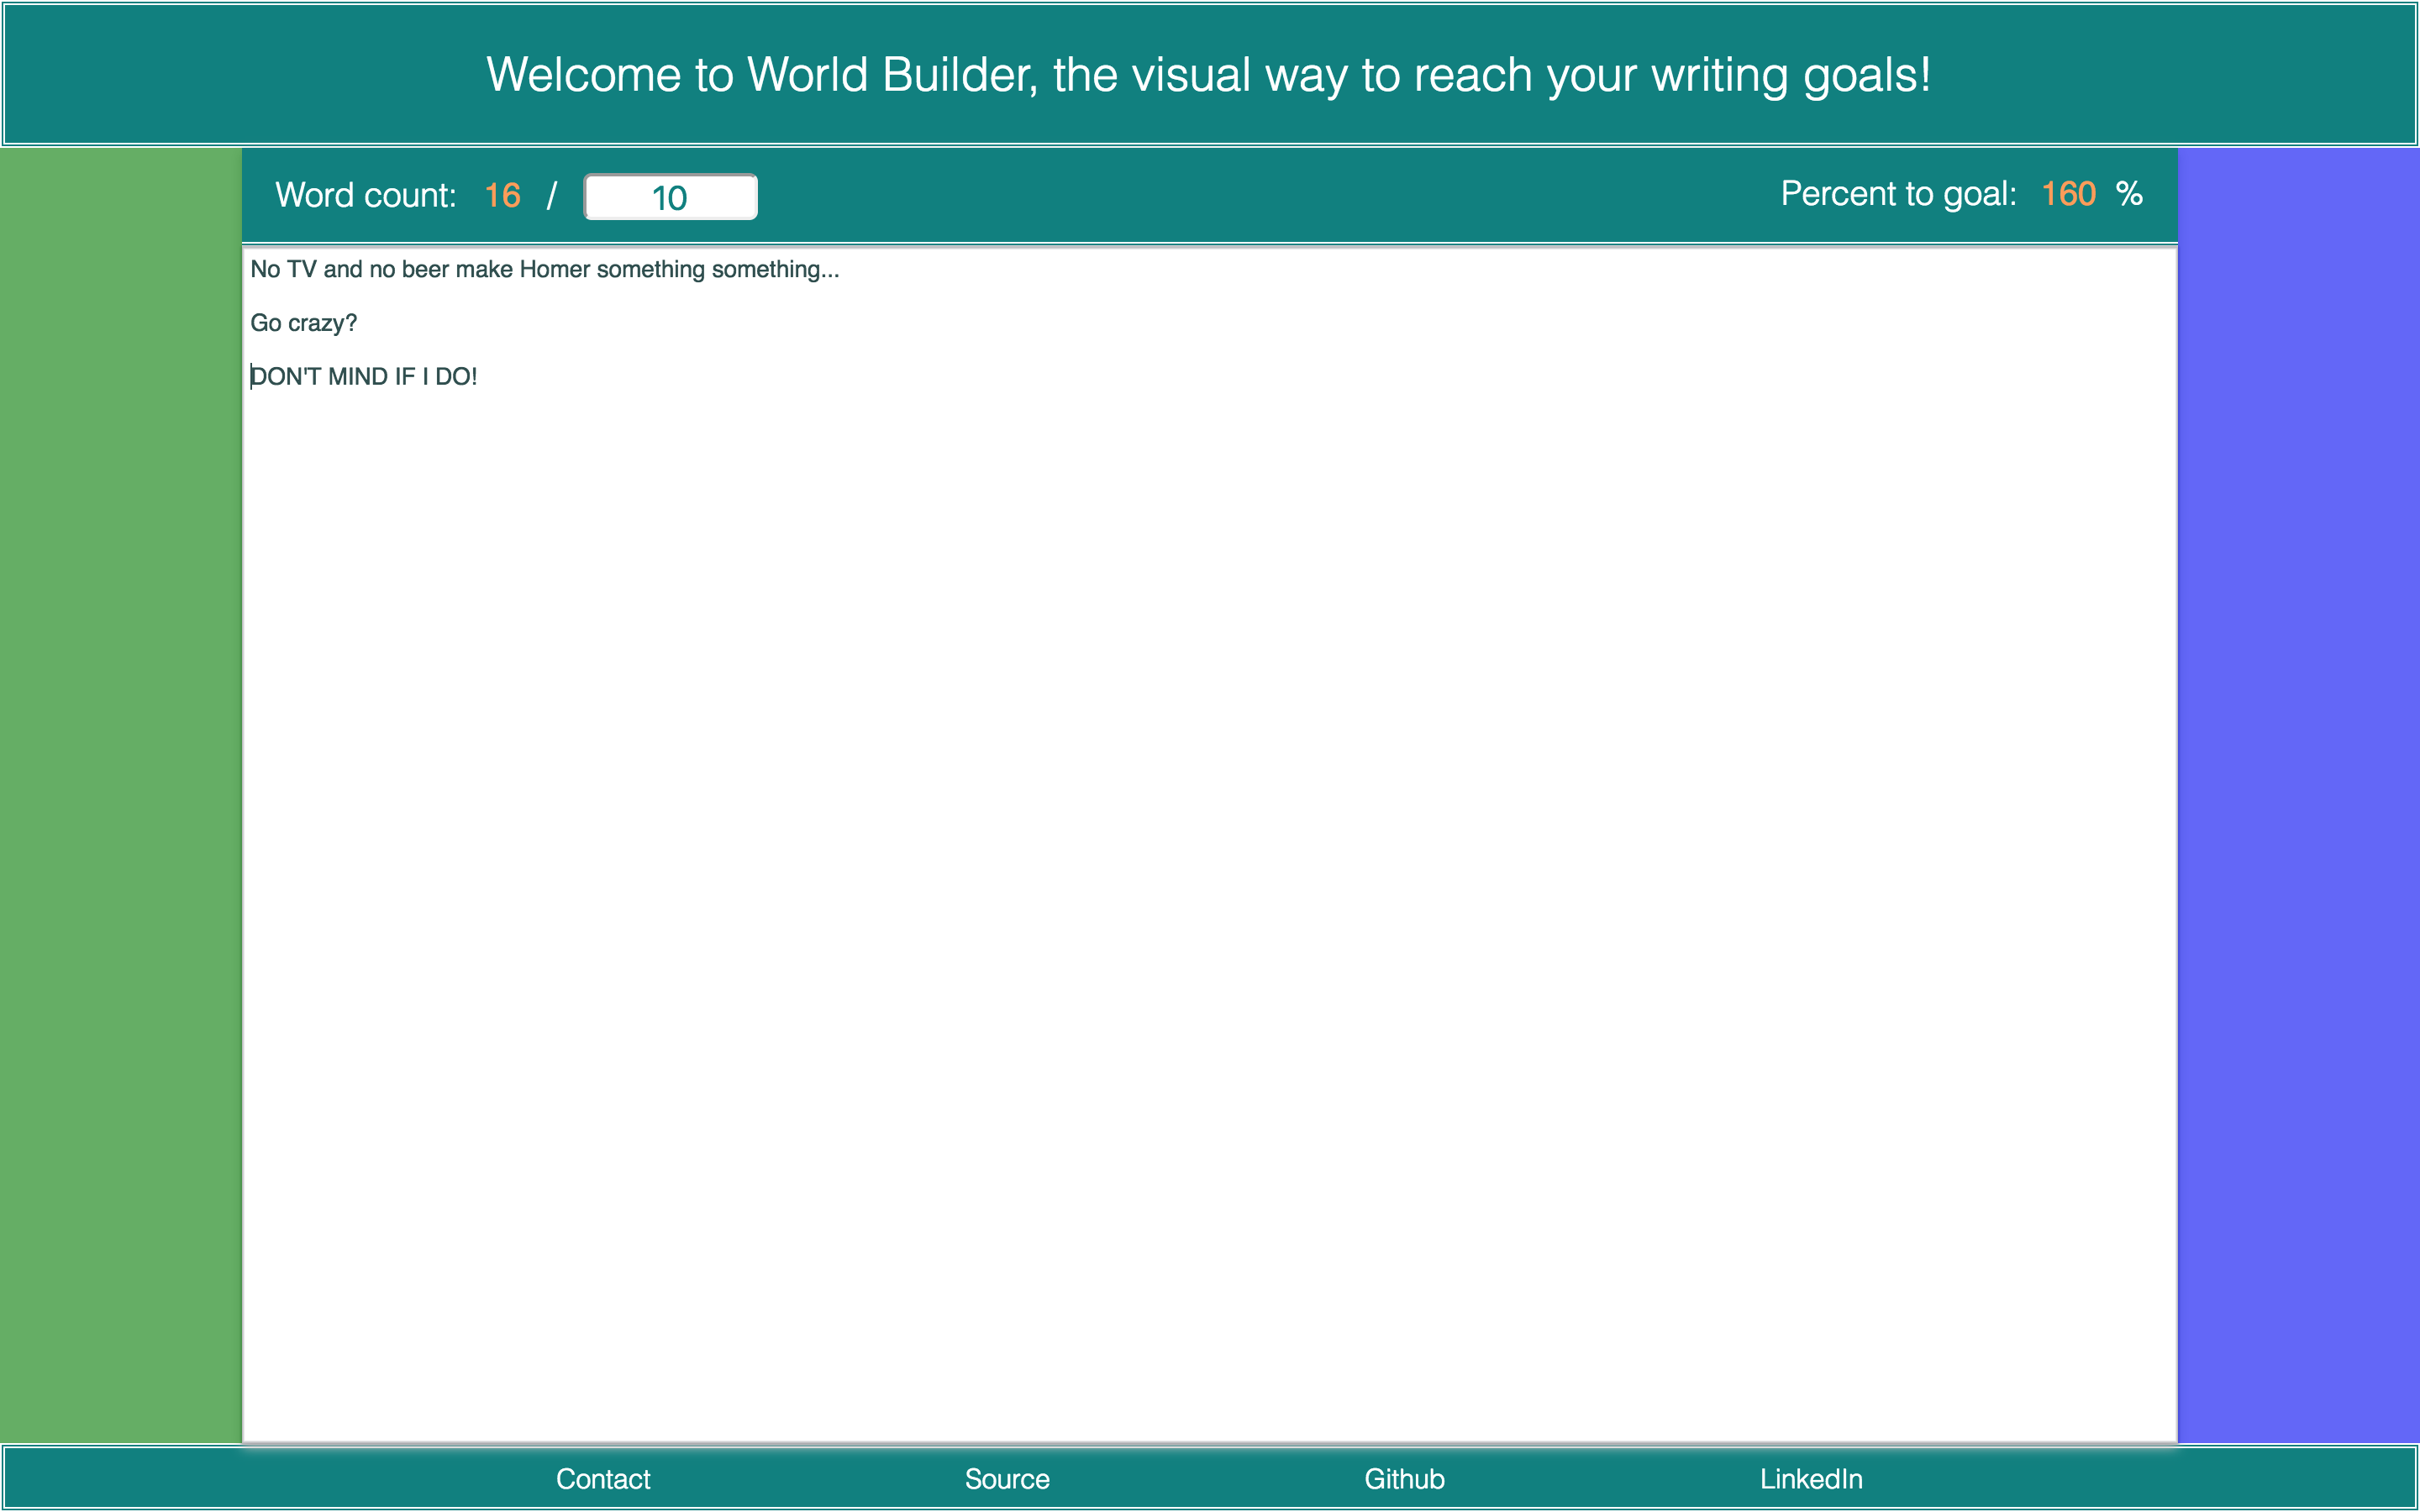 Welcome to World Builder, the visual way to reach your writing goals!
Word count: 16 / 10 Percent to goal: 160 %
No TV and no beer make Homer something something...
Go crazy?
DON'T MIND IF I DO!
Contact Source Github LinkedIn